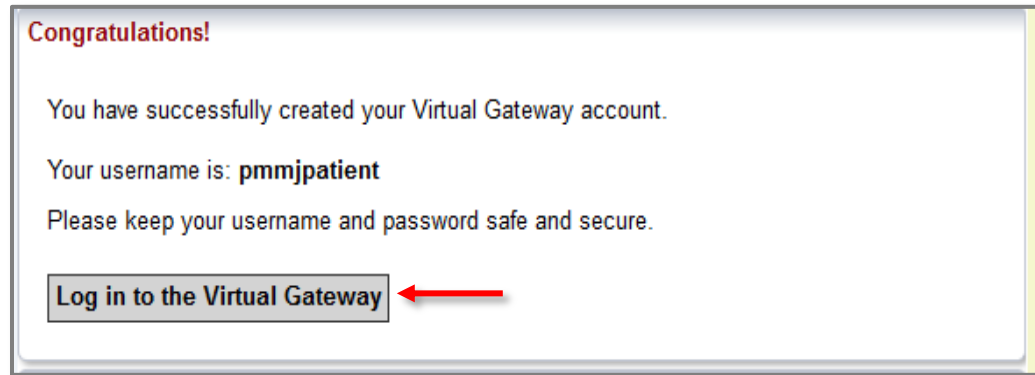 Congratulations!
You have successfully created your Virtual Gateway account.
Your username is: pmmjpatient
Please keep your username and password safe and secure.
Log in to the Virtual Gateway